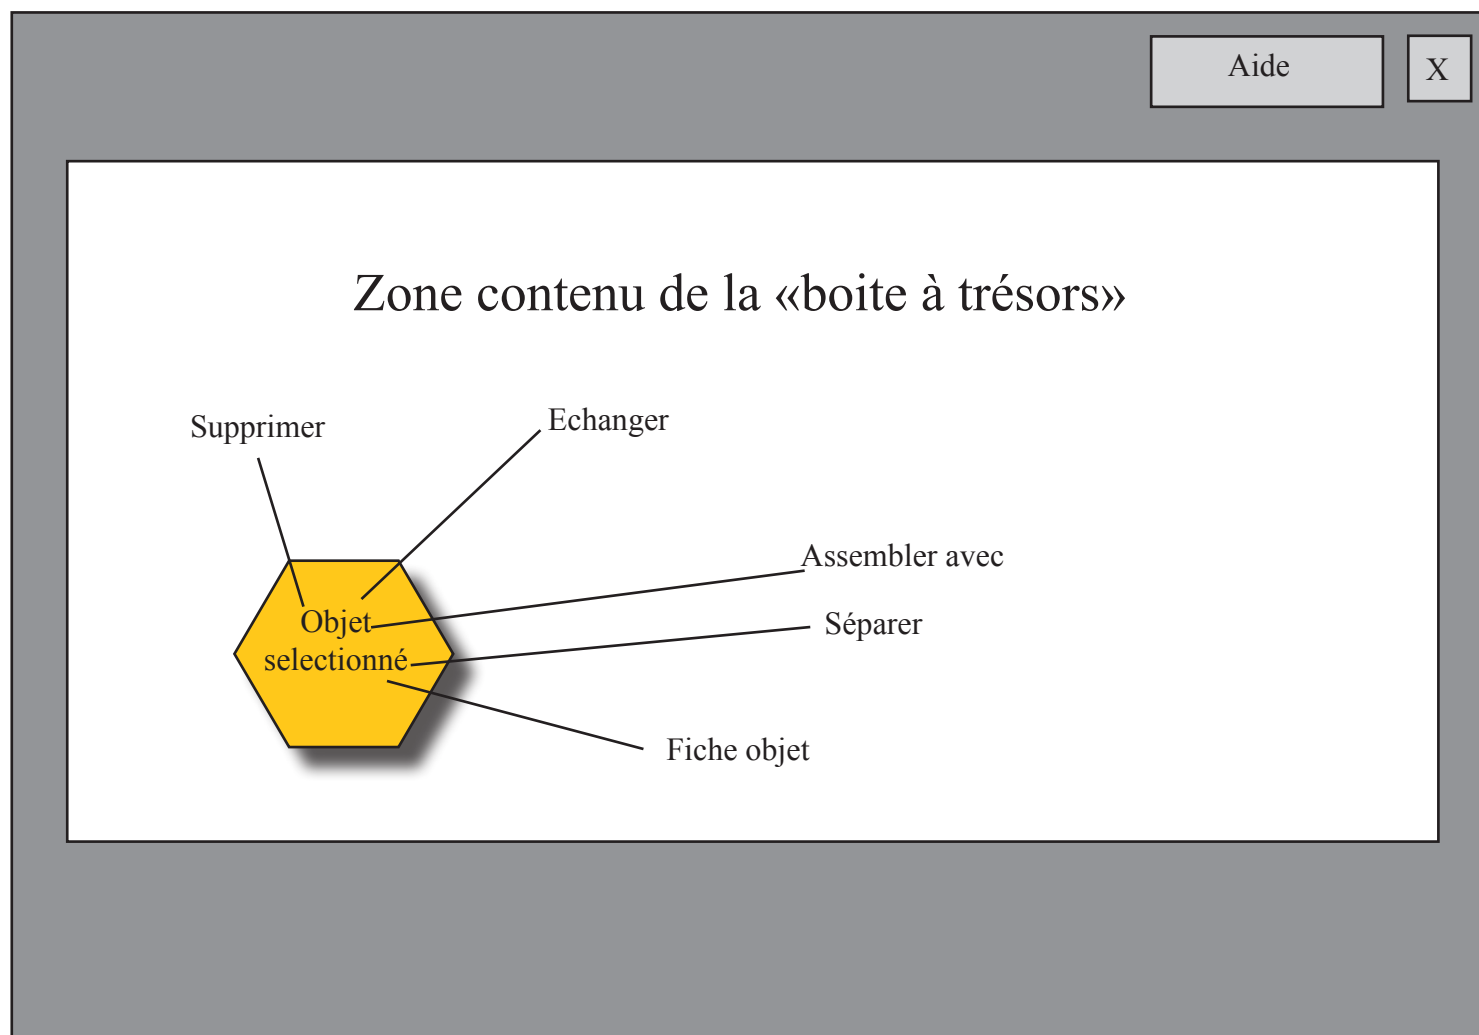 Aide
X
Zone contenu de la «boite à trésors»
Supprimer
Echanger
Assembler avec
Séparer
Objet
selectionné
Fiche objet